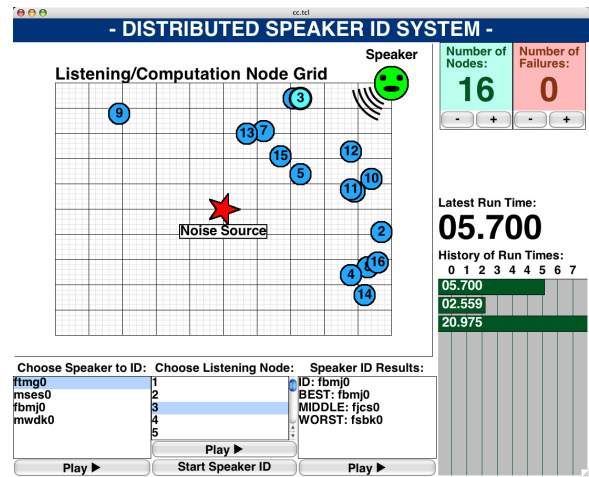 cc.tcl
- DISTRIBUTED SPEAKER ID SYSTEM -
Speaker
Listening/Computation Node Grid
3
9
13
7
15
12
5
10
11
2
16
4
14
Noise Source
Number of
Nodes:
16
- +
Number of
Failures:
0
- +
Latest Run Time:
05.700
History of Run Times:
0 1 2 3 4 5 6 7
05.700
02.559
20.975
Choose Speaker to ID:
ftmg0
mses0
fbmj0
mwdk0
Play ▶
Choose Listening Node:
1
2
3
4
5
Play ▶
Start Speaker ID
Speaker ID Results:
ID: fbmj0
BEST: fbmj0
MIDDLE: fjcs0
WORST: fsbk0
Play ▶